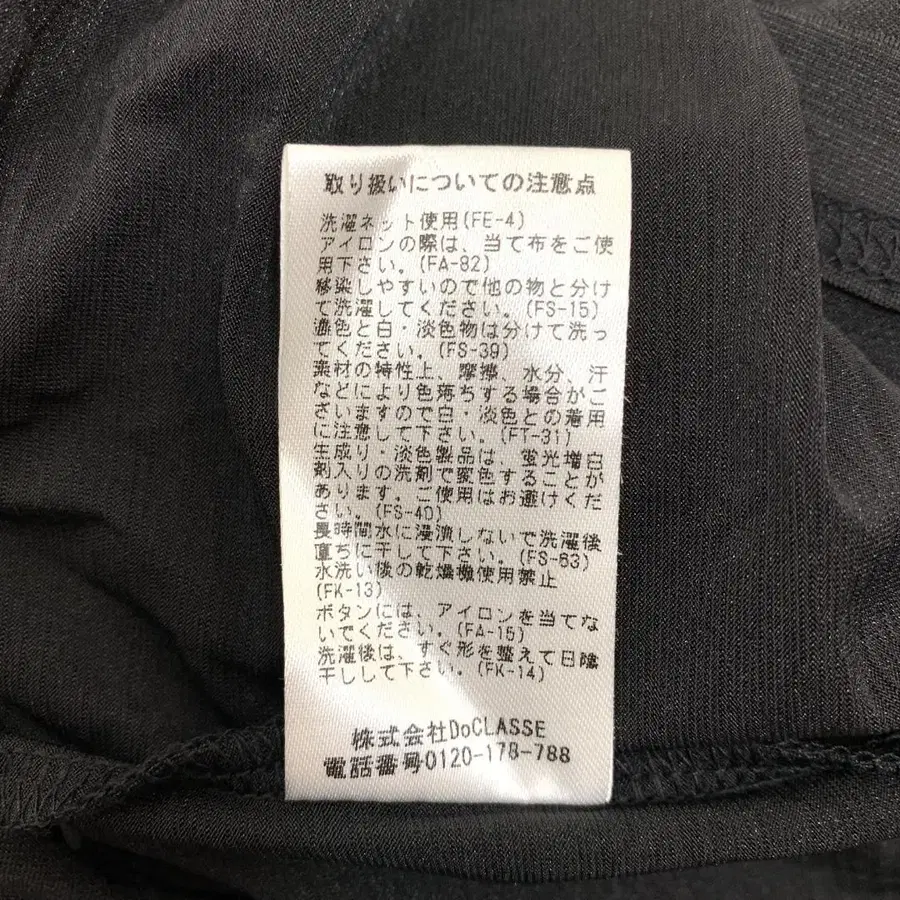 取り扱いについての注意点
洗濯ネット使用(FE-4)
アイロンの際は、当て布をご使
用下さい。(FA-82)
移染しやすいので他の物と分け
て洗濯してください。(FS-15)
濃色と白・淡色物は分けて洗っ
てください。(FS-39)
素材の特性上、摩擦、水分、汗
などにより色落ちする場合がご
ざいますので白・淡色との着用
に注意して下さい。(FT-31)
生成り・淡色製品は、蛍光増白
剤入りの洗剤で変色することが
あります。ご使用はお避けくだ
さい。(FS-40)
長時間水に浸漬しないで洗濯後
直ちに干して下さい。(FS-63)
水洗い後の乾燥機使用禁止
(FK-13)
ボタンには、アイロンを当てな
いでください。(FA-15)
洗濯後は、すぐ形を整えて日陰
干しして下さい。(FK-14)
株式会社DoCLASSE
電話番号0120-178-788